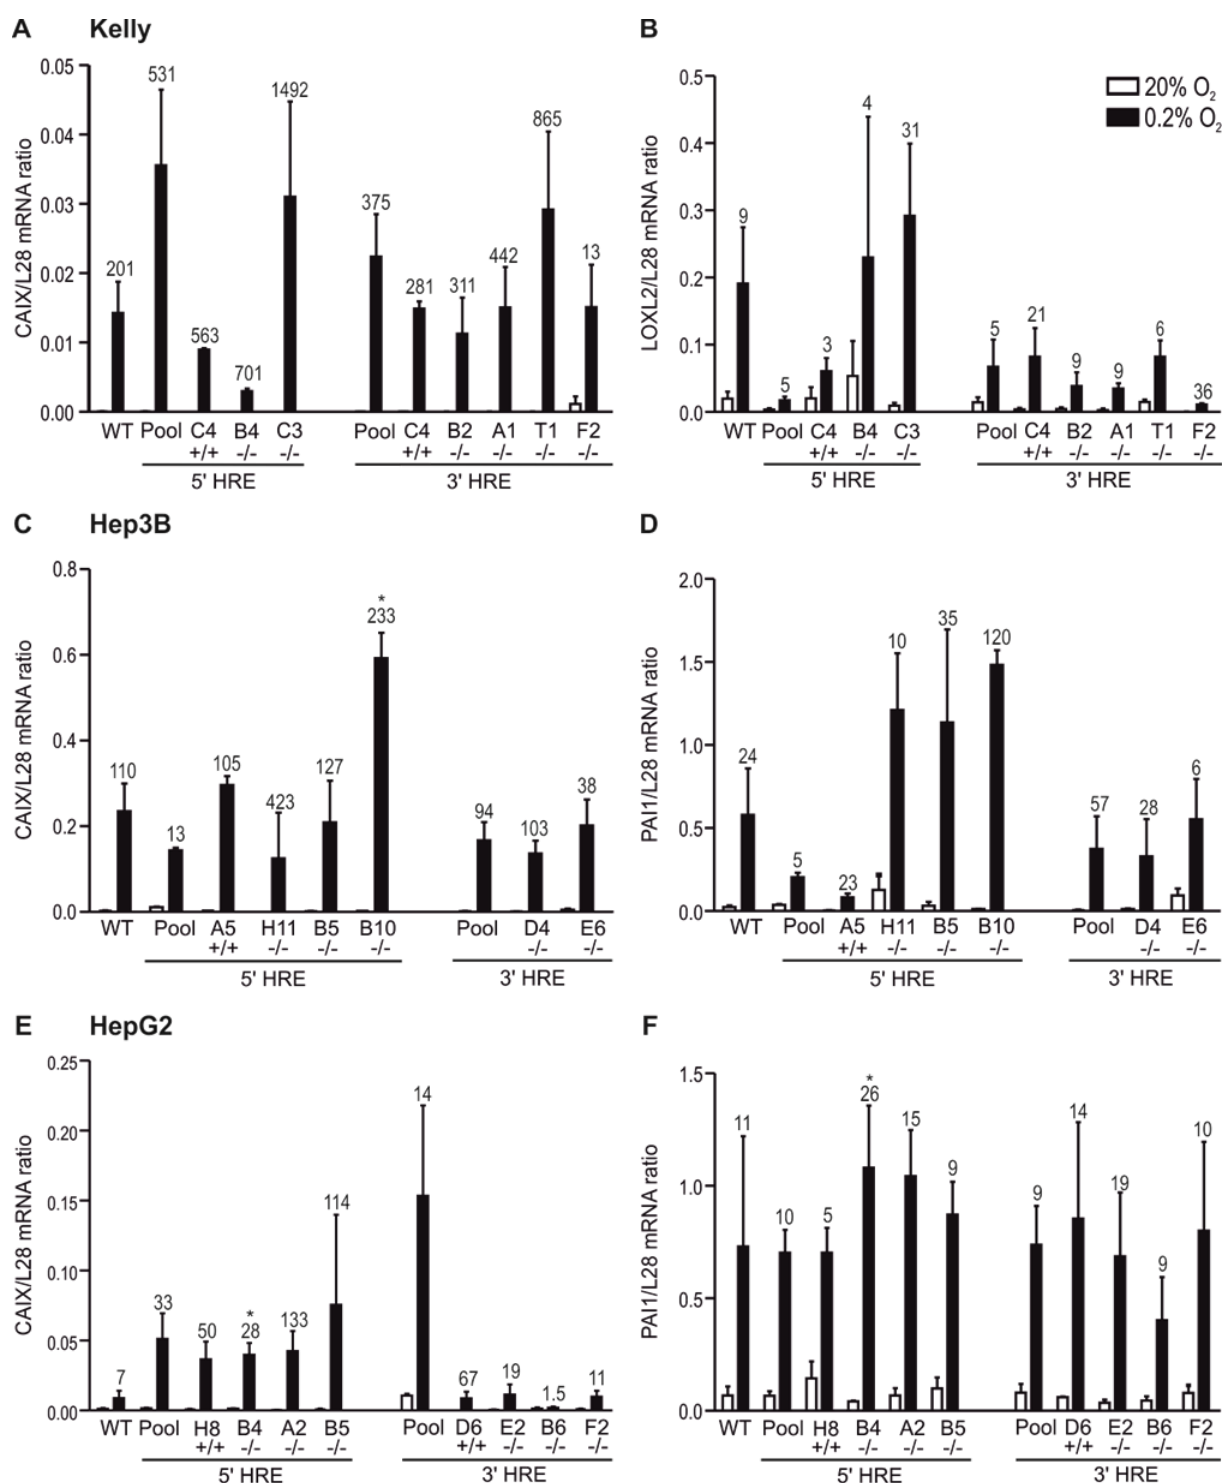 A Kelly
CAIX/L28 mRNA ratio
0.05
0.04
0.03
0.02
0.01
0.00
201 531 563 701 1492 375 281 311 442 865 13
WT Pool C4 B4 C3 Pool C4 B2 A1 T1 F2
+/+ -/- -/- +/+ -/- -/- -/- -/-
5' HRE 3' HRE
B
20% O2
0.2% O2
LOXL2/L28 mRNA ratio
0.5
0.4
0.3
0.2
0.1
0.0
9 5 3 4 31 5 21 9 9 6 36
WT Pool C4 B4 C3 Pool C4 B2 A1 T1 F2
+/+ -/- -/- +/+ -/- -/- -/- -/-
5' HRE 3' HRE
C Hep3B
CAIX/L28 mRNA ratio
0.8
0.6
0.4
0.2
0.0
*
110 13 105 423 127 233 94 103 38
WT Pool A5 H11 B5 B10 Pool D4 E6
+/+ -/- -/- -/- -/- -/-
5' HRE 3' HRE
D
PAI1/L28 mRNA ratio
2.0
1.5
1.0
0.5
0.0
24 5 23 10 35 120 57 28 6
WT Pool A5 H11 B5 B10 Pool D4 E6
+/+ -/- -/- -/- -/- -/-
5' HRE 3' HRE
E HepG2
CAIX/L28 mRNA ratio
0.25
0.20
0.15
0.10
0.05
0.00
*
7 33 50 28 133 114 14 67 19 1.5 11
WT Pool H8 B4 A2 B5 Pool D6 E2 B6 F2
+/+ -/- -/- -/- +/+ -/- -/- -/-
5' HRE 3' HRE
F
PAI1/L28 mRNA ratio
1.5
1.0
0.5
0.0
*
11 10 5 26 15 9 9 14 19 9 10
WT Pool H8 B4 A2 B5 Pool D6 E2 B6 F2
+/+ -/- -/- -/- +/+ -/- -/- -/-
5' HRE 3' HRE